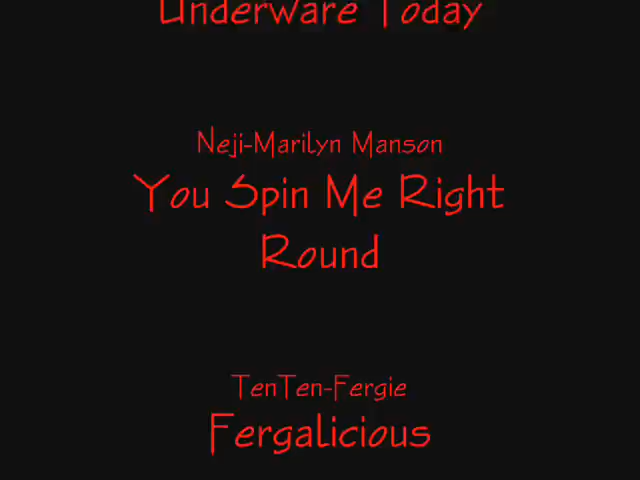 Underware Today
Neji-Marilyn Manson
You Spin Me Right
Round
TenTen-Fergie
Fergalicious